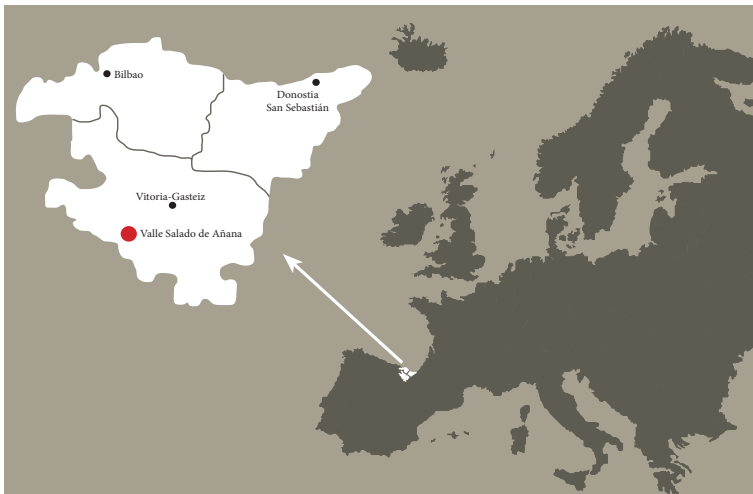 Bilbao
Donostia
San Sebastián
Vitoria-Gasteiz
Valle Salado de Añana